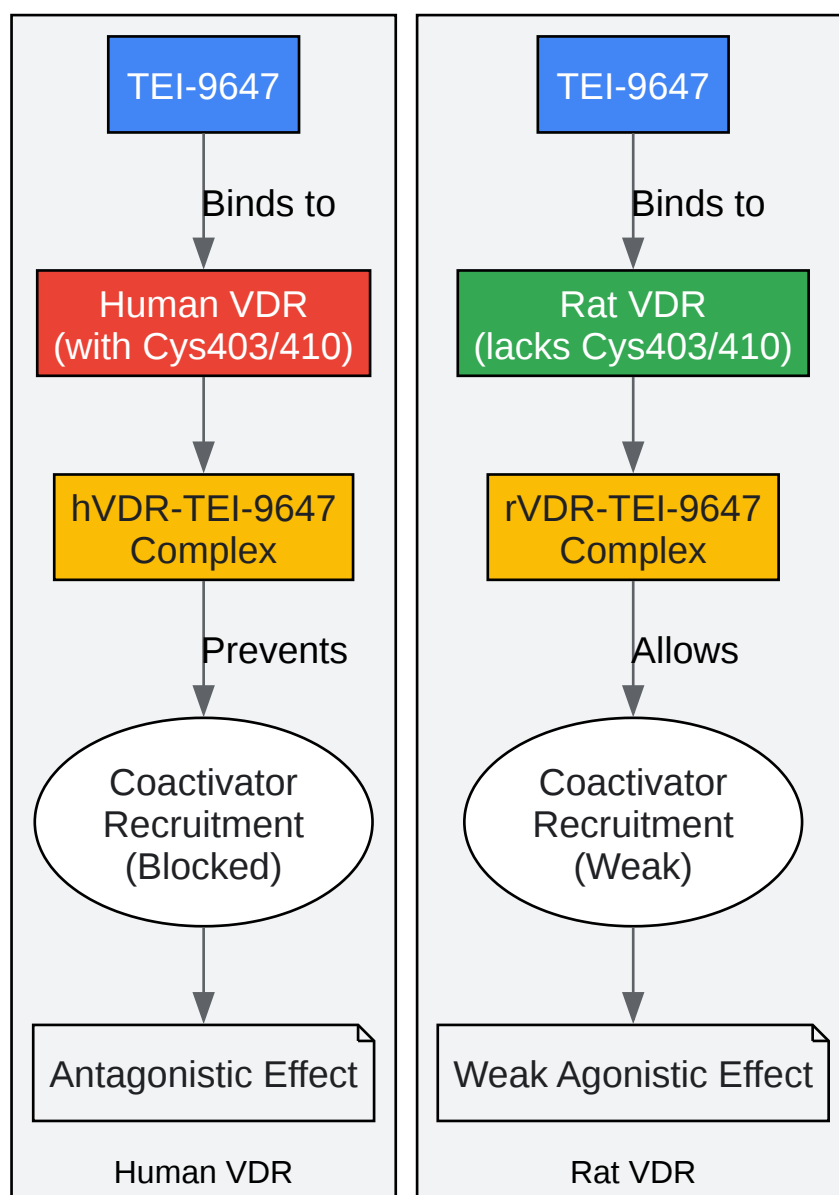 TEI-9647
Binds to
Human VDR
(with Cys403/410)
hVDR-TEI-9647
Complex
Prevents
Coactivator
Recruitment
(Blocked)
Antagonistic Effect
Human VDR
TEI-9647
Binds to
Rat VDR
(lacks Cys403/410)
rVDR-TEI-9647
Complex
Allows
Coactivator
Recruitment
(Weak)
Weak Agonistic Effect
Rat VDR